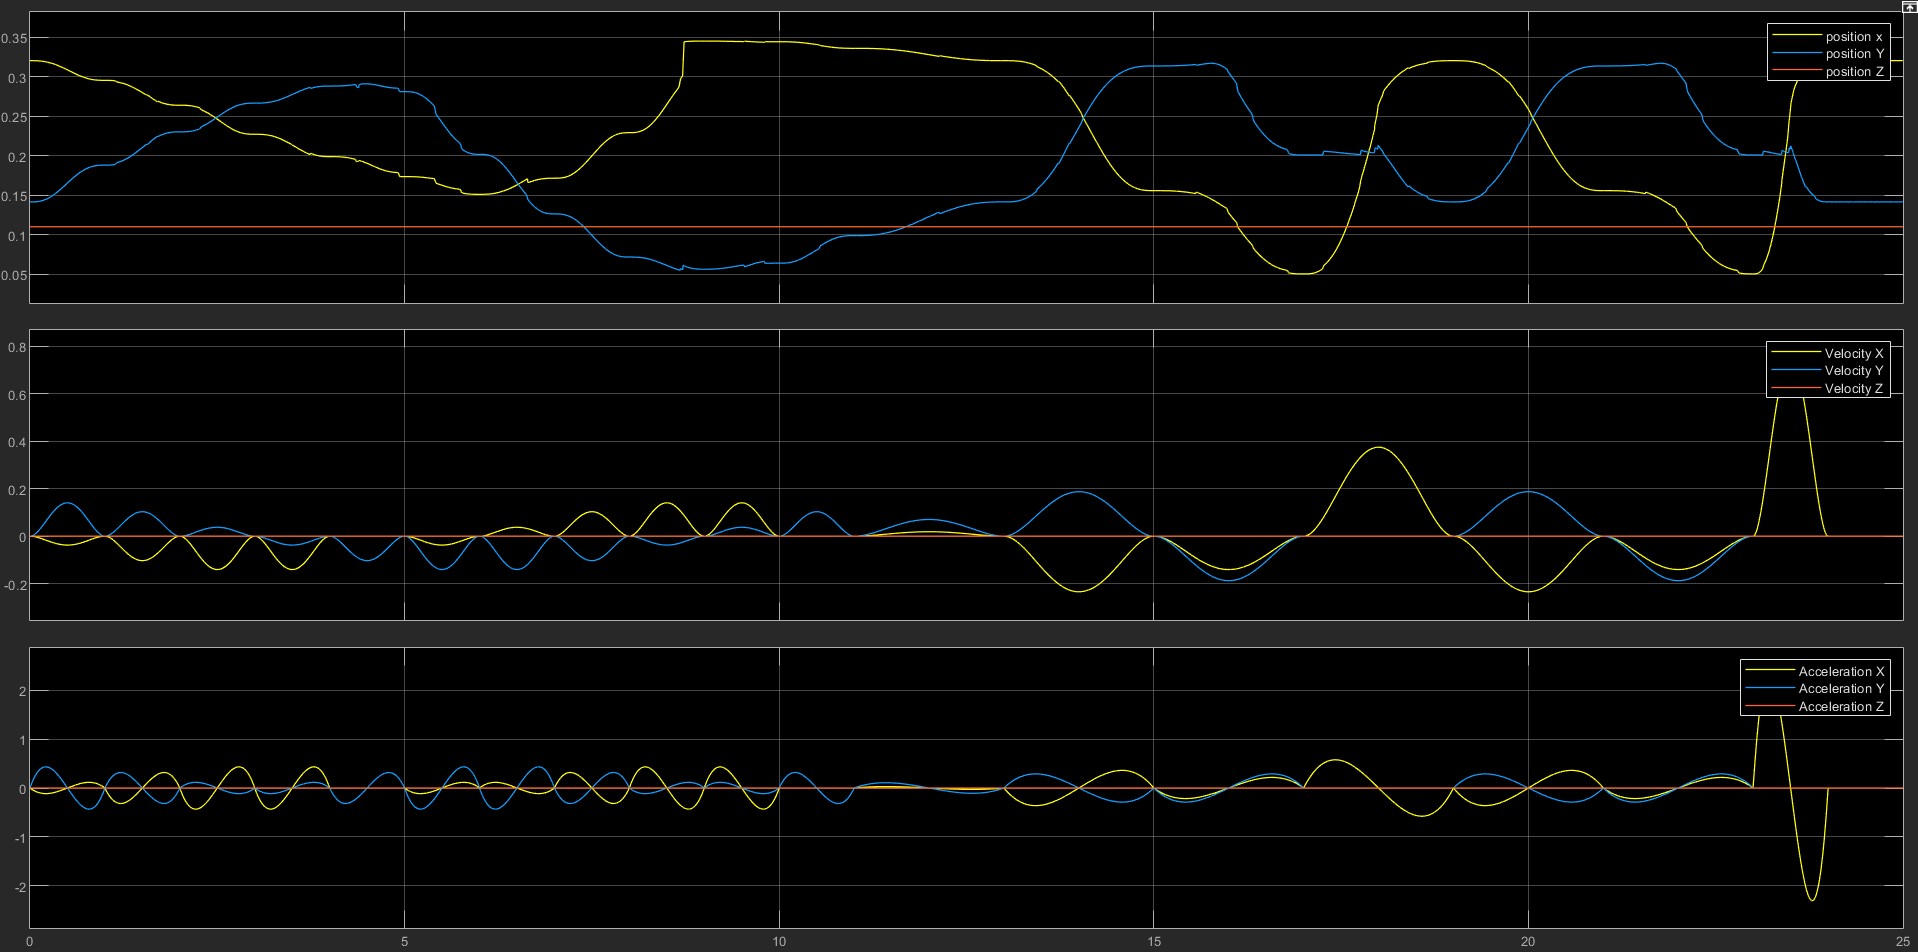 0.35
0.3
0.25
0.2
0.15
0.1
0.05
position x
position Y
position Z
0.8
0.6
0.4
0.2
0
-0.2
Velocity X
Velocity Y
Velocity Z
2
1
0
-1
-2
Acceleration X
Acceleration Y
Acceleration Z
0 5 10 15 20 25